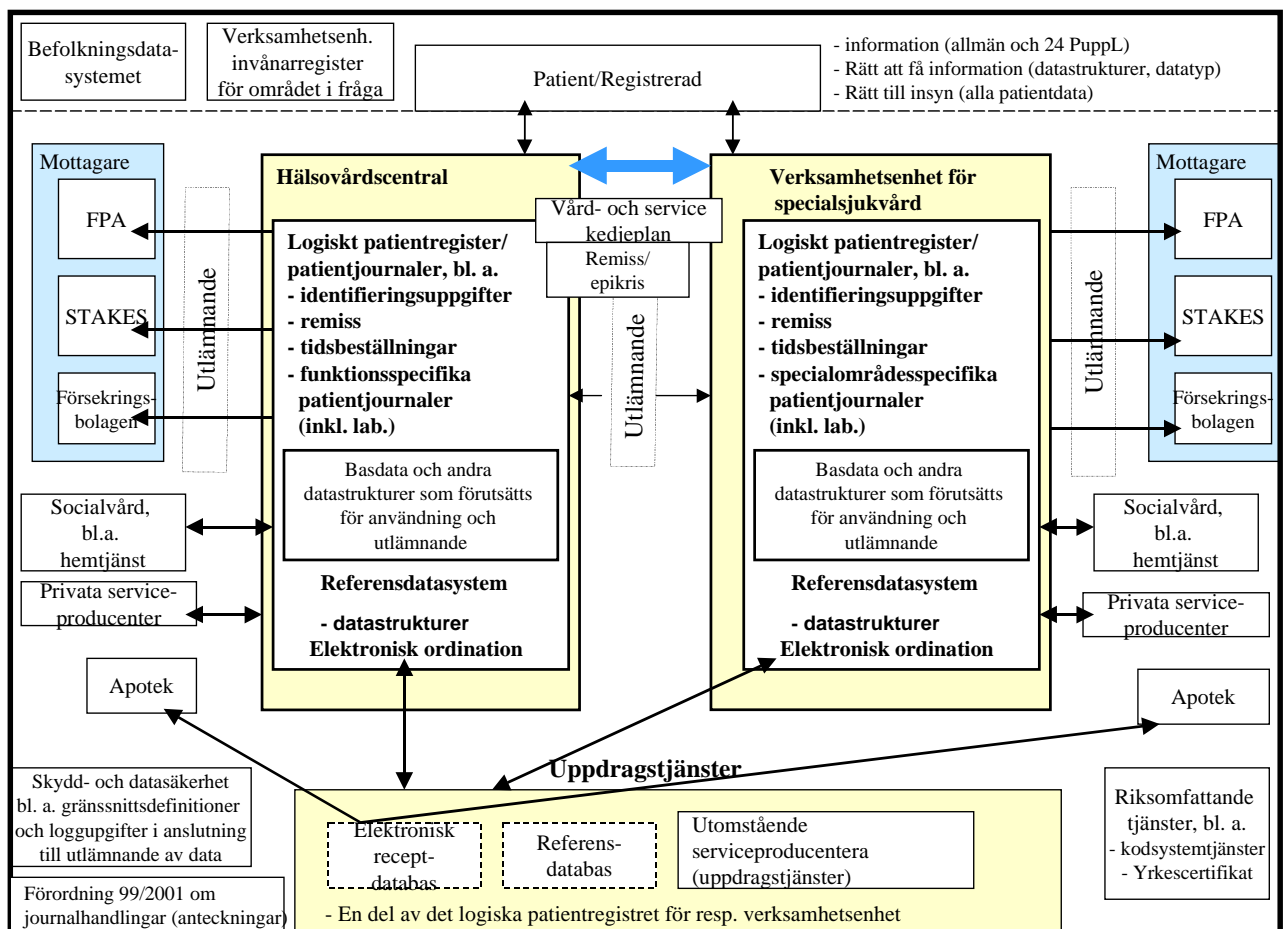 Befolkningsdata-
systemet
Verksamhetsenh.
invånarregister
för området i fråga
Patient/Registrerad
- information (allmän och 24 PuppL)
- Rätt att få information (datastrukturer, datatyp)
- Rätt till insyn (alla patientdata)
Mottagare
FPA
STAKES
Försekrings-
bolagen
Utlämnande
Hälsovårdscentral
Logiskt patientregister/
patientjournaler, bl. a.
- identifieringsuppgifter
- remiss
- tidsbeställningar
- funktionsspecifika
patientjournaler
(inkl. lab.)
Basdata och andra
datastrukturer som förutsätts
för användning och
utlämnande
Referensdatasystem
- datastrukturer
Elektronisk ordination
Vård- och service
kedjeplan
Remiss/
epikris
Utlämnande
Verksamhetsenhet för
specialsjukvård
Logiskt patientregister/
patientjournaler, bl. a.
- identifieringsuppgifter
- remiss
- tidsbeställningar
- specialområdesspecifika
patientjournaler
(inkl. lab.)
Basdata och andra
datastrukturer som förutsätts
för användning och
utlämnande
Referensdatasystem
- datastrukturer
Elektronisk ordination
Utlämnande
Mottagare
FPA
STAKES
Försekrings-
bolagen
Socialvård,
bl.a.
hemtjänst
Privata service-
producenter
Apotek
Socialvård,
bl.a.
hemtjänst
Privata service-
producenter
Apotek
Skydd- och datasäkerhet
bl. a. gränssnittsdefinitioner
och loggupgifter i anslutning
till utlämnande av data
Förordning 99/2001 om
journalhandlingar (anteckningar)
Uppdragstjänster
Elektronisk
recept-
databas
Referens-
databas
Utomstående
serviceproducentera
(uppdragstjänster)
- En del av det logiska patientregistret för resp. verksamhetsenhet
Riksomfattande
tjänster, bl. a.
- kodsystemtjänster
- Yrkescertifikat